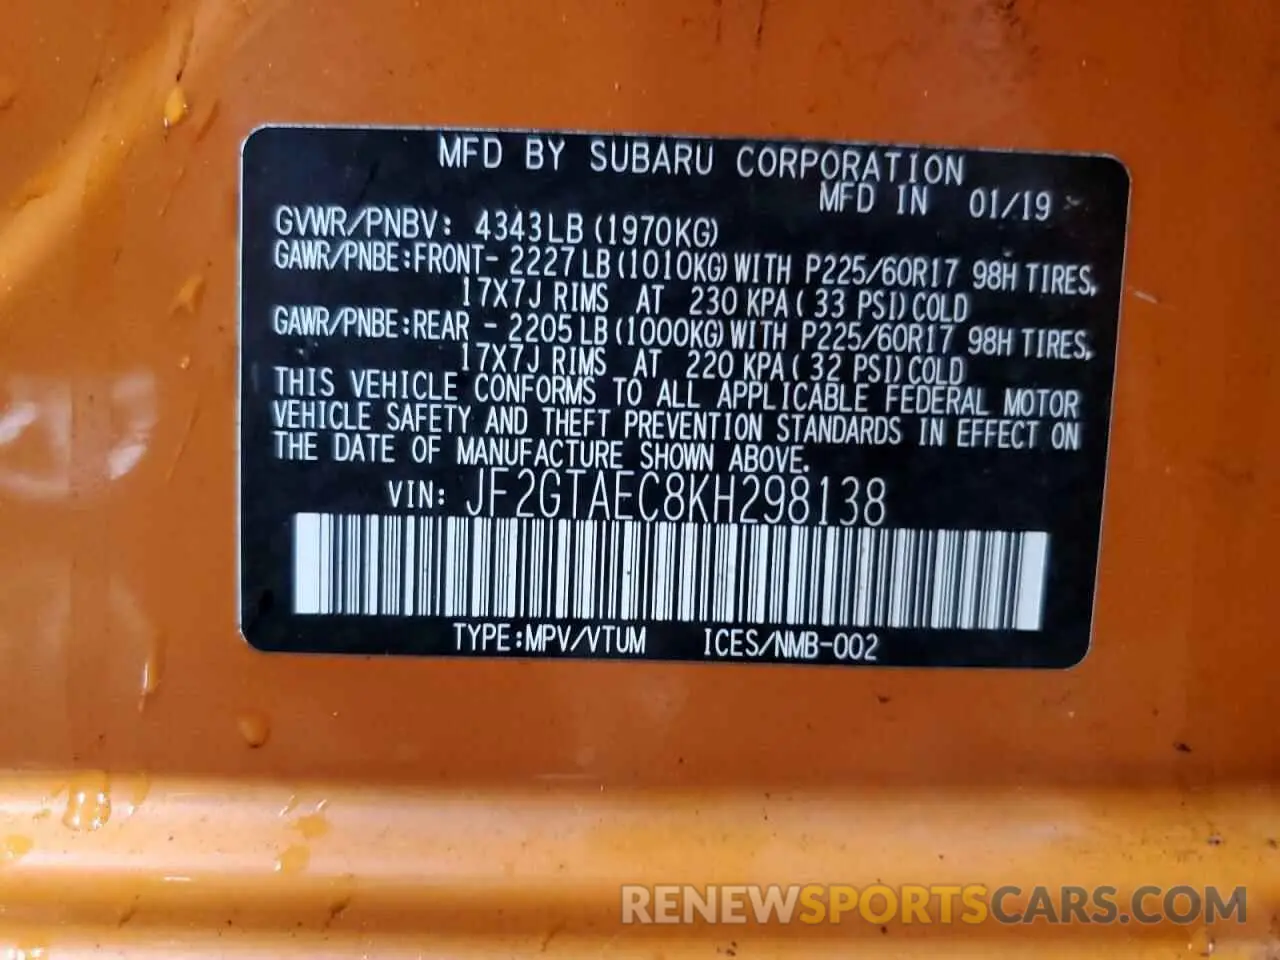 MFD BY SUBARU CORPORATION
MFD IN 01/19
GVWR/PNBV: 4343LB (1970KG)
GAWR/PNBE:FRONT- 2227LB(1010KG)WITH P225/60R17 98H TIRES,
17X7J RIMS AT 230 KPA( 33 PSI)COLD
GAWR/PNBE:REAR - 2205LB(1000KG)WITH P225/60R17 98H TIRES,
17X7J RIMS AT 220 KPA( 32 PSI)COLD
THIS VEHICLE CONFORMS TO ALL APPLICABLE FEDERAL MOTOR
VEHICLE SAFETY AND THEFT PREVENTION STANDARDS IN EFFECT ON
THE DATE OF MANUFACTURE SHOWN ABOVE.
VIN: JF2GTAEC8KH298138
TYPE:MPV/VTUM ICES/NMB-002
RENEWSPORTSCARS.COM